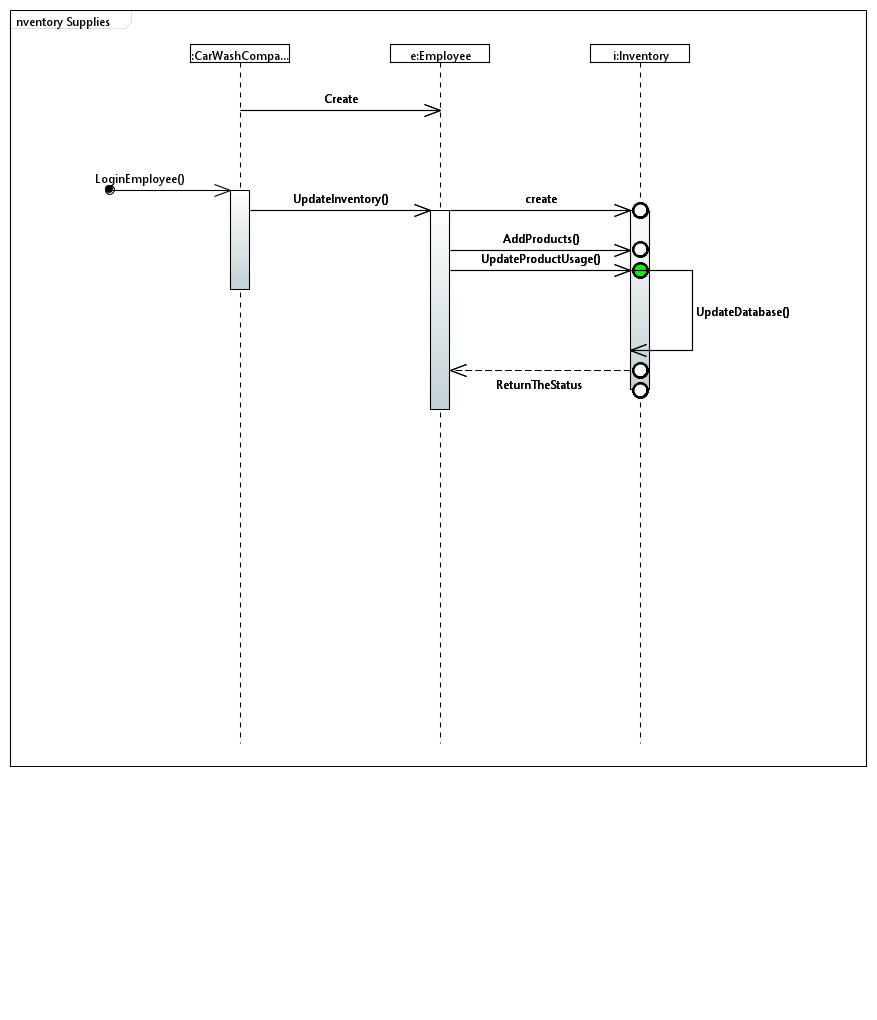 nventory Supplies
:CarWashCompa...
e:Employee
i:Inventory
Create
LoginEmployee()
UpdateInventory()
create
AddProducts()
UpdateProductUsage()
UpdateDatabase()
ReturnTheStatus